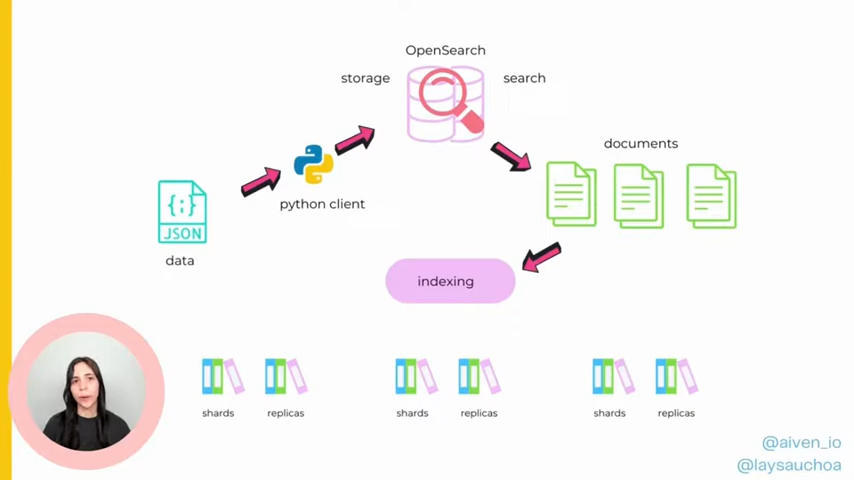 OpenSearch
storage
search
documents
python client
{;}
JSON
data
indexing
shards
replicas
shards
replicas
shards
replicas
@aiven_io
@laysauchoa